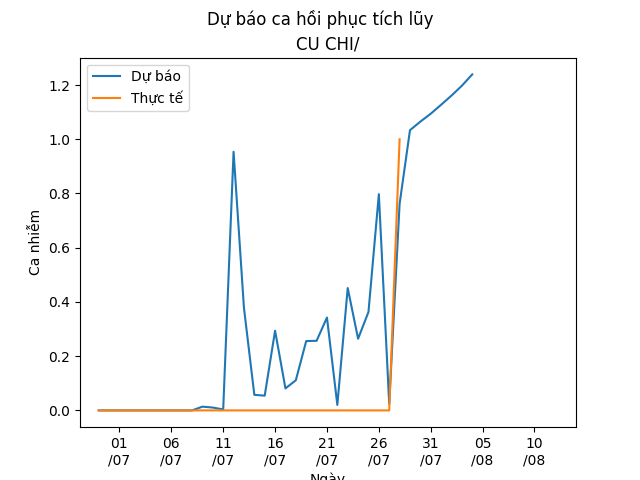 Dự báo ca hồi phục tích lũy
CU CHI/
Dự báo
Thực tế
Ca nhiễm
1.2
1.0
0.8
0.6
0.4
0.2
0.0
01 06 11 16 21 26 31 05 10
/07 /07 /07 /07 /07 /07 /07 /08 /08
Ngày